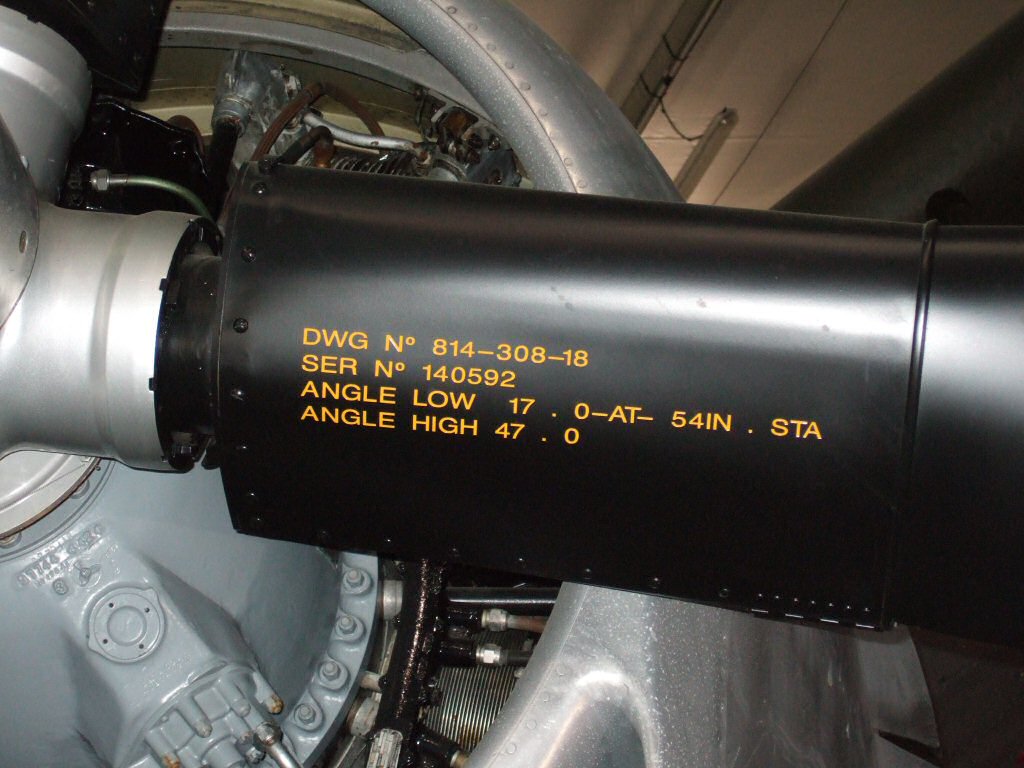 DWG Nº 814-308-18
SER Nº 140592
ANGLE LOW 17 . 0-AT- 54IN . STA
ANGLE HIGH 47 . 0